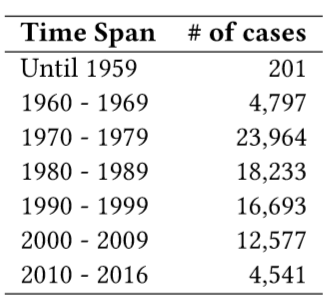 Time Span # of cases
Until 1959 201
1960 - 1969 4,797
1970 - 1979 23,964
1980 - 1989 18,233
1990 - 1999 16,693
2000 - 2009 12,577
2010 - 2016 4,541